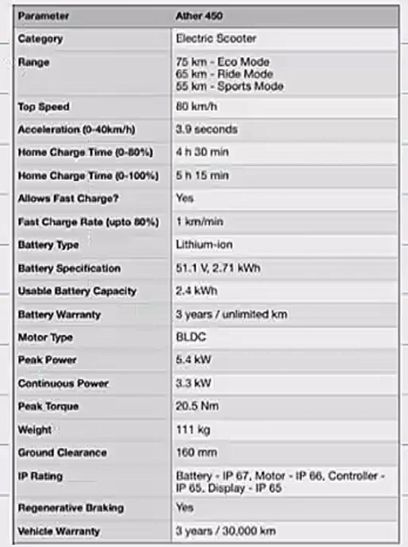 Parameter Ather 450
Category Electric Scooter
Range 75 km - Eco Mode
65 km - Ride Mode
55 km - Sports Mode
Top Speed 80 km/h
Acceleration (0-40km/h) 3.9 seconds
Home Charge Time (0-80%) 4 h 30 min
Home Charge Time (0-100%) 5 h 15 min
Allows Fast Charge? Yes
Fast Charge Rate (upto 80%) 1 km/min
Battery Type Lithium-ion
Battery Specification 51.1 V, 2.71 kWh
Usable Battery Capacity 2.4 kWh
Battery Warranty 3 years / unlimited km
Motor Type BLDC
Peak Power 5.4 kW
Continuous Power 3.3 kW
Peak Torque 20.5 Nm
Weight 111 kg
Ground Clearance 160 mm
IP Rating Battery - IP 67, Motor - IP 66, Controller -
IP 65, Display - IP 65
Regenerative Braking Yes
Vehicle Warranty 3 years / 30,000 km